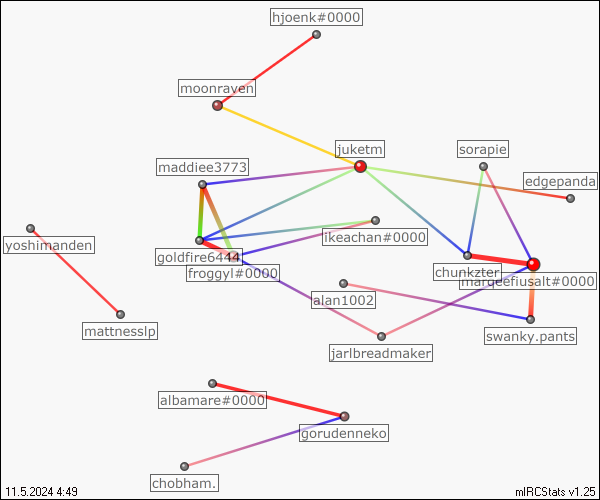 hjoenk#0000
moonraven
juketm
sorapie
maddiee3773
edgepanda
yoshimanden
ikeachan#0000
goldfire6444
froggyl#0000
chunkzter
marqeefiusalt#0000
alan1002
mattnesslp
swanky.pants
jarlbreadmaker
albamare#0000
gorudenneko
chobham.
11.5.2024 4:49
mIRCStats v1.25